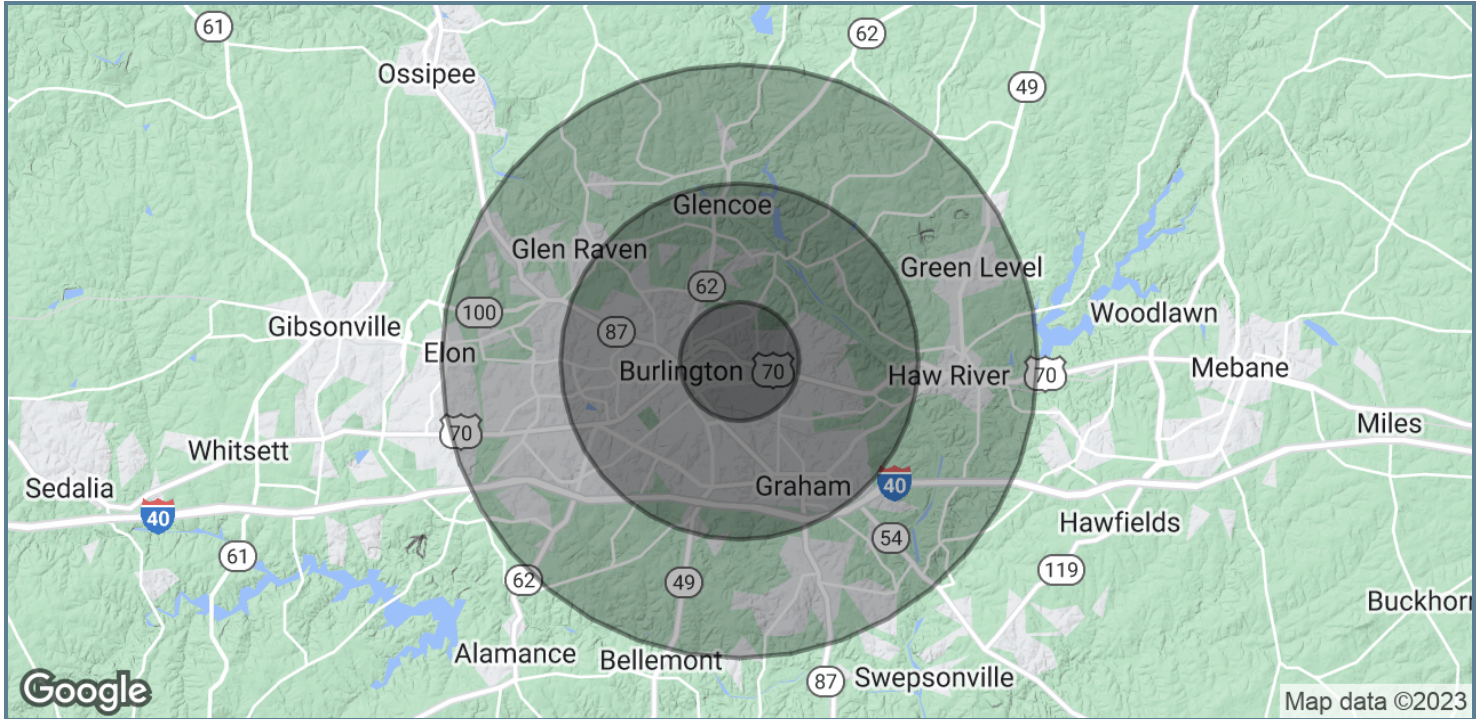 61
62
Ossipee
49
Glencoe
Glen Raven
Green Level
62
100
Woodlawn
Gibsonville
87
Elon
Burlington
70
Haw River
70
Mebane
Miles
70
Whitsett
Sedalia
Graham
40
40
Hawfields
54
61
62
49
119
Buckhorn
Alamance
Bellemont
87
Swepsonville
Google
Map data ©2023